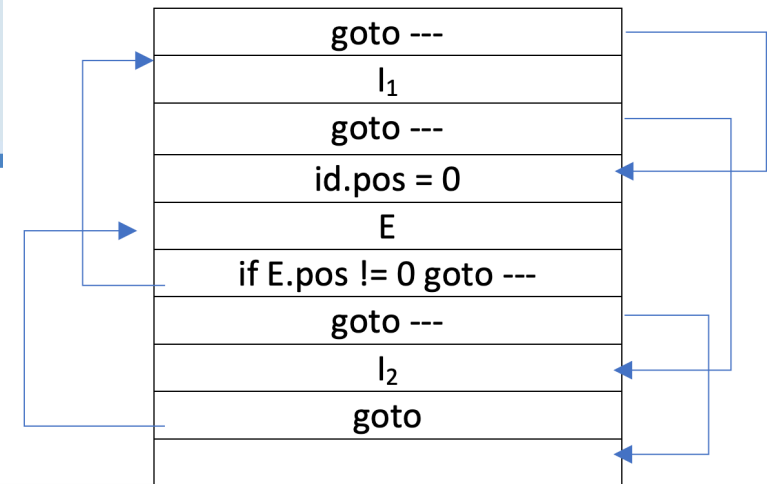 goto ---
I₁
goto ---
id.pos = 0
E
if E.pos != 0 goto ---
goto ---
I₂
goto